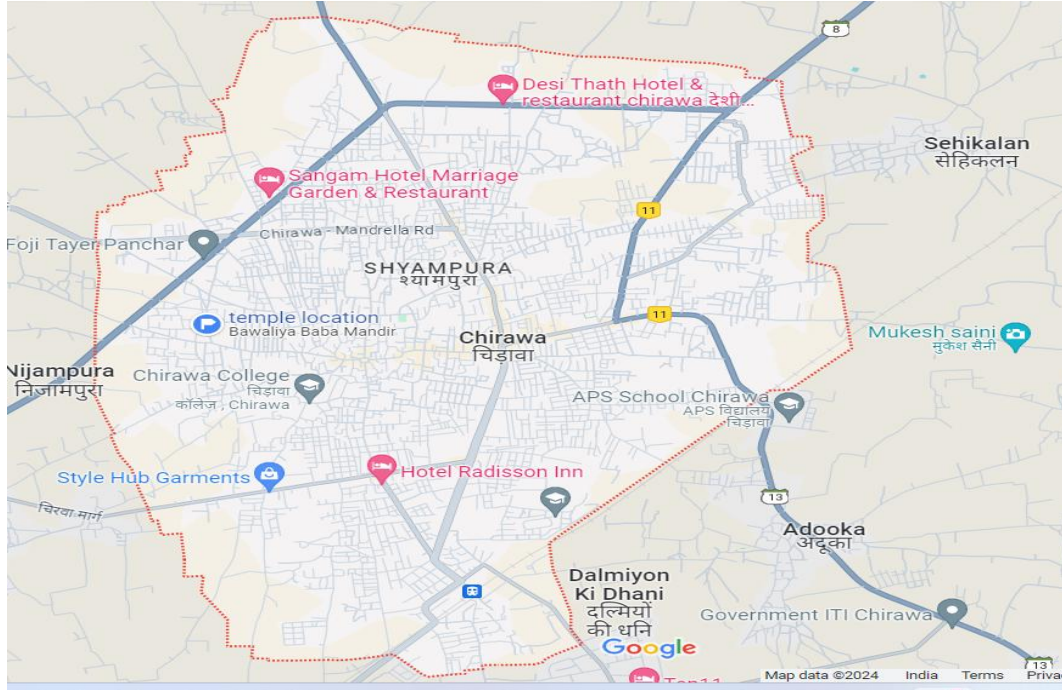 8
Desi Thath Hotel &
restaurant chirawa देशी...
Sehikalan
सेहिकलन
Sangam Hotel Marriage
Garden & Restaurant
11
Chirawa - Mandrella Rd
Foji Tayer Panchar
SHYAMPURA
श्यामपुरा
temple location
Bawaliya Baba Mandir
11
Chirawa
चिड़ावा
Mukesh saini
मुकेश सैनी
Nijampura
निजामपुरा
Chirawa College
चिड़ावा
कॉलेज , Chirawa
APS School Chirawa
APS विद्यालय
चिड़ावा
Style Hub Garments
Hotel Radisson Inn
13
चिरवा मार्ग
Adooka
अदूका
Dalmiyon
Ki Dhani
दल्मियों
की धनि
Government ITI Chirawa
Google
13
Map data ©2024 India Terms Priva